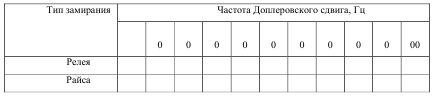 Тип замирания Частота Доплеровского сдвига, Гц
0 0 0 0 0 0 0 0 0 00
Релея
Райса